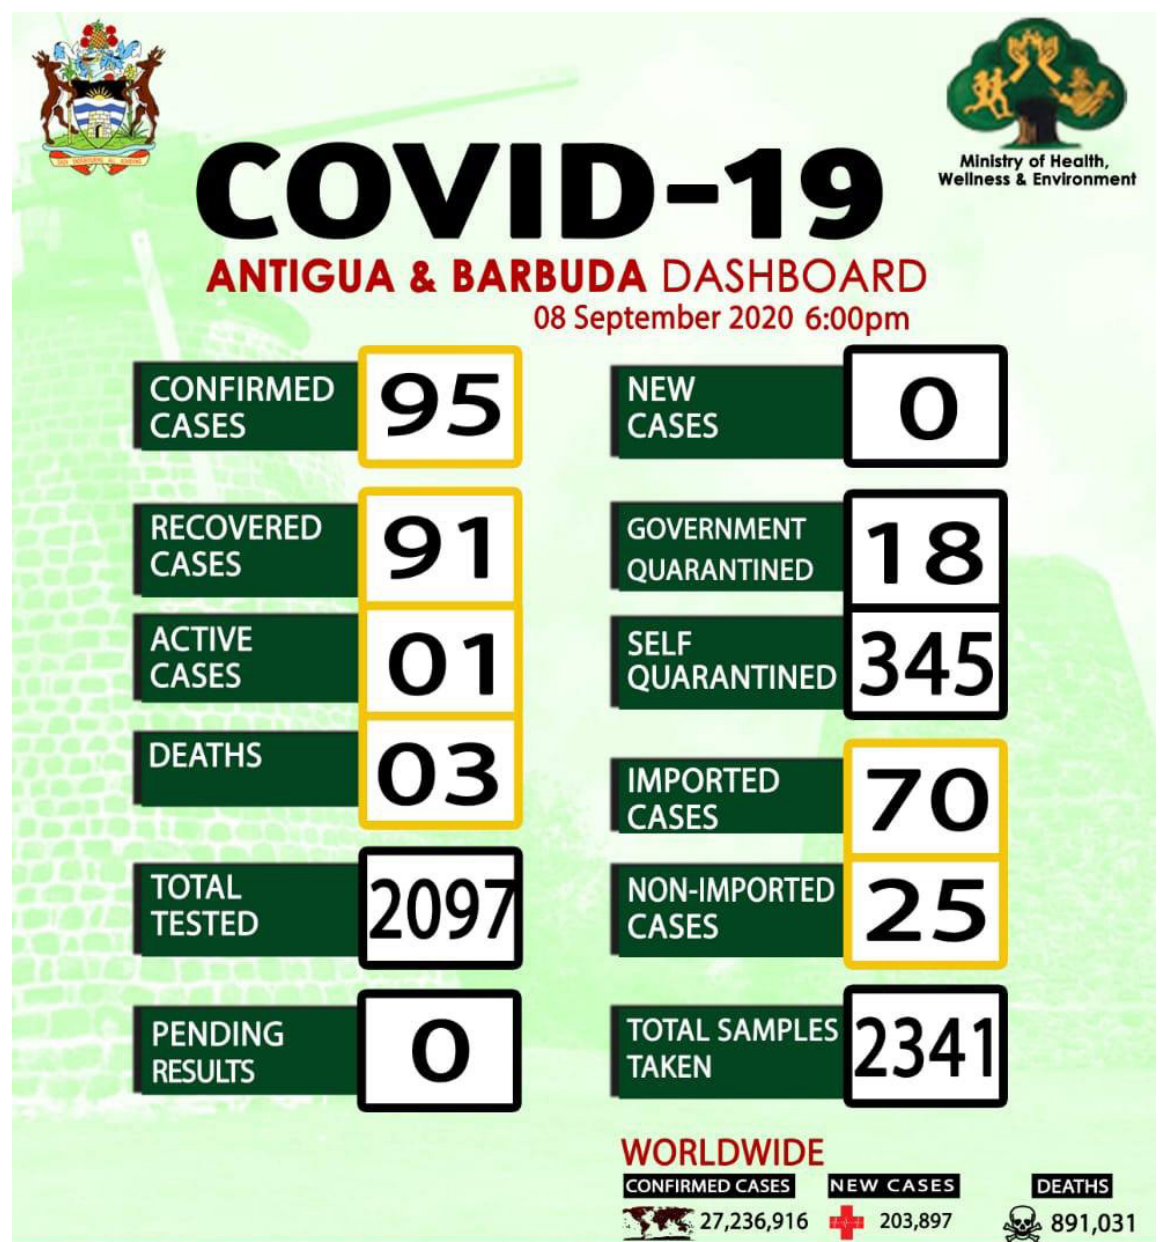 Ministry of Health,
Wellness & Environment
COVID-19
ANTIGUA & BARBUDA DASHBOARD
08 September 2020 6:00pm
CONFIRMED
CASES
95
NEW
CASES
0
RECOVERED
CASES
91
GOVERNMENT
QUARANTINED
18
ACTIVE
CASES
01
SELF
QUARANTINED
345
DEATHS
03
IMPORTED
CASES
70
TOTAL
TESTED
2097
NON-IMPORTED
CASES
25
PENDING
RESULTS
0
TOTAL SAMPLES
TAKEN
2341
WORLDWIDE
CONFIRMED CASES
27,236,916
NEW CASES
203,897
DEATHS
891,031